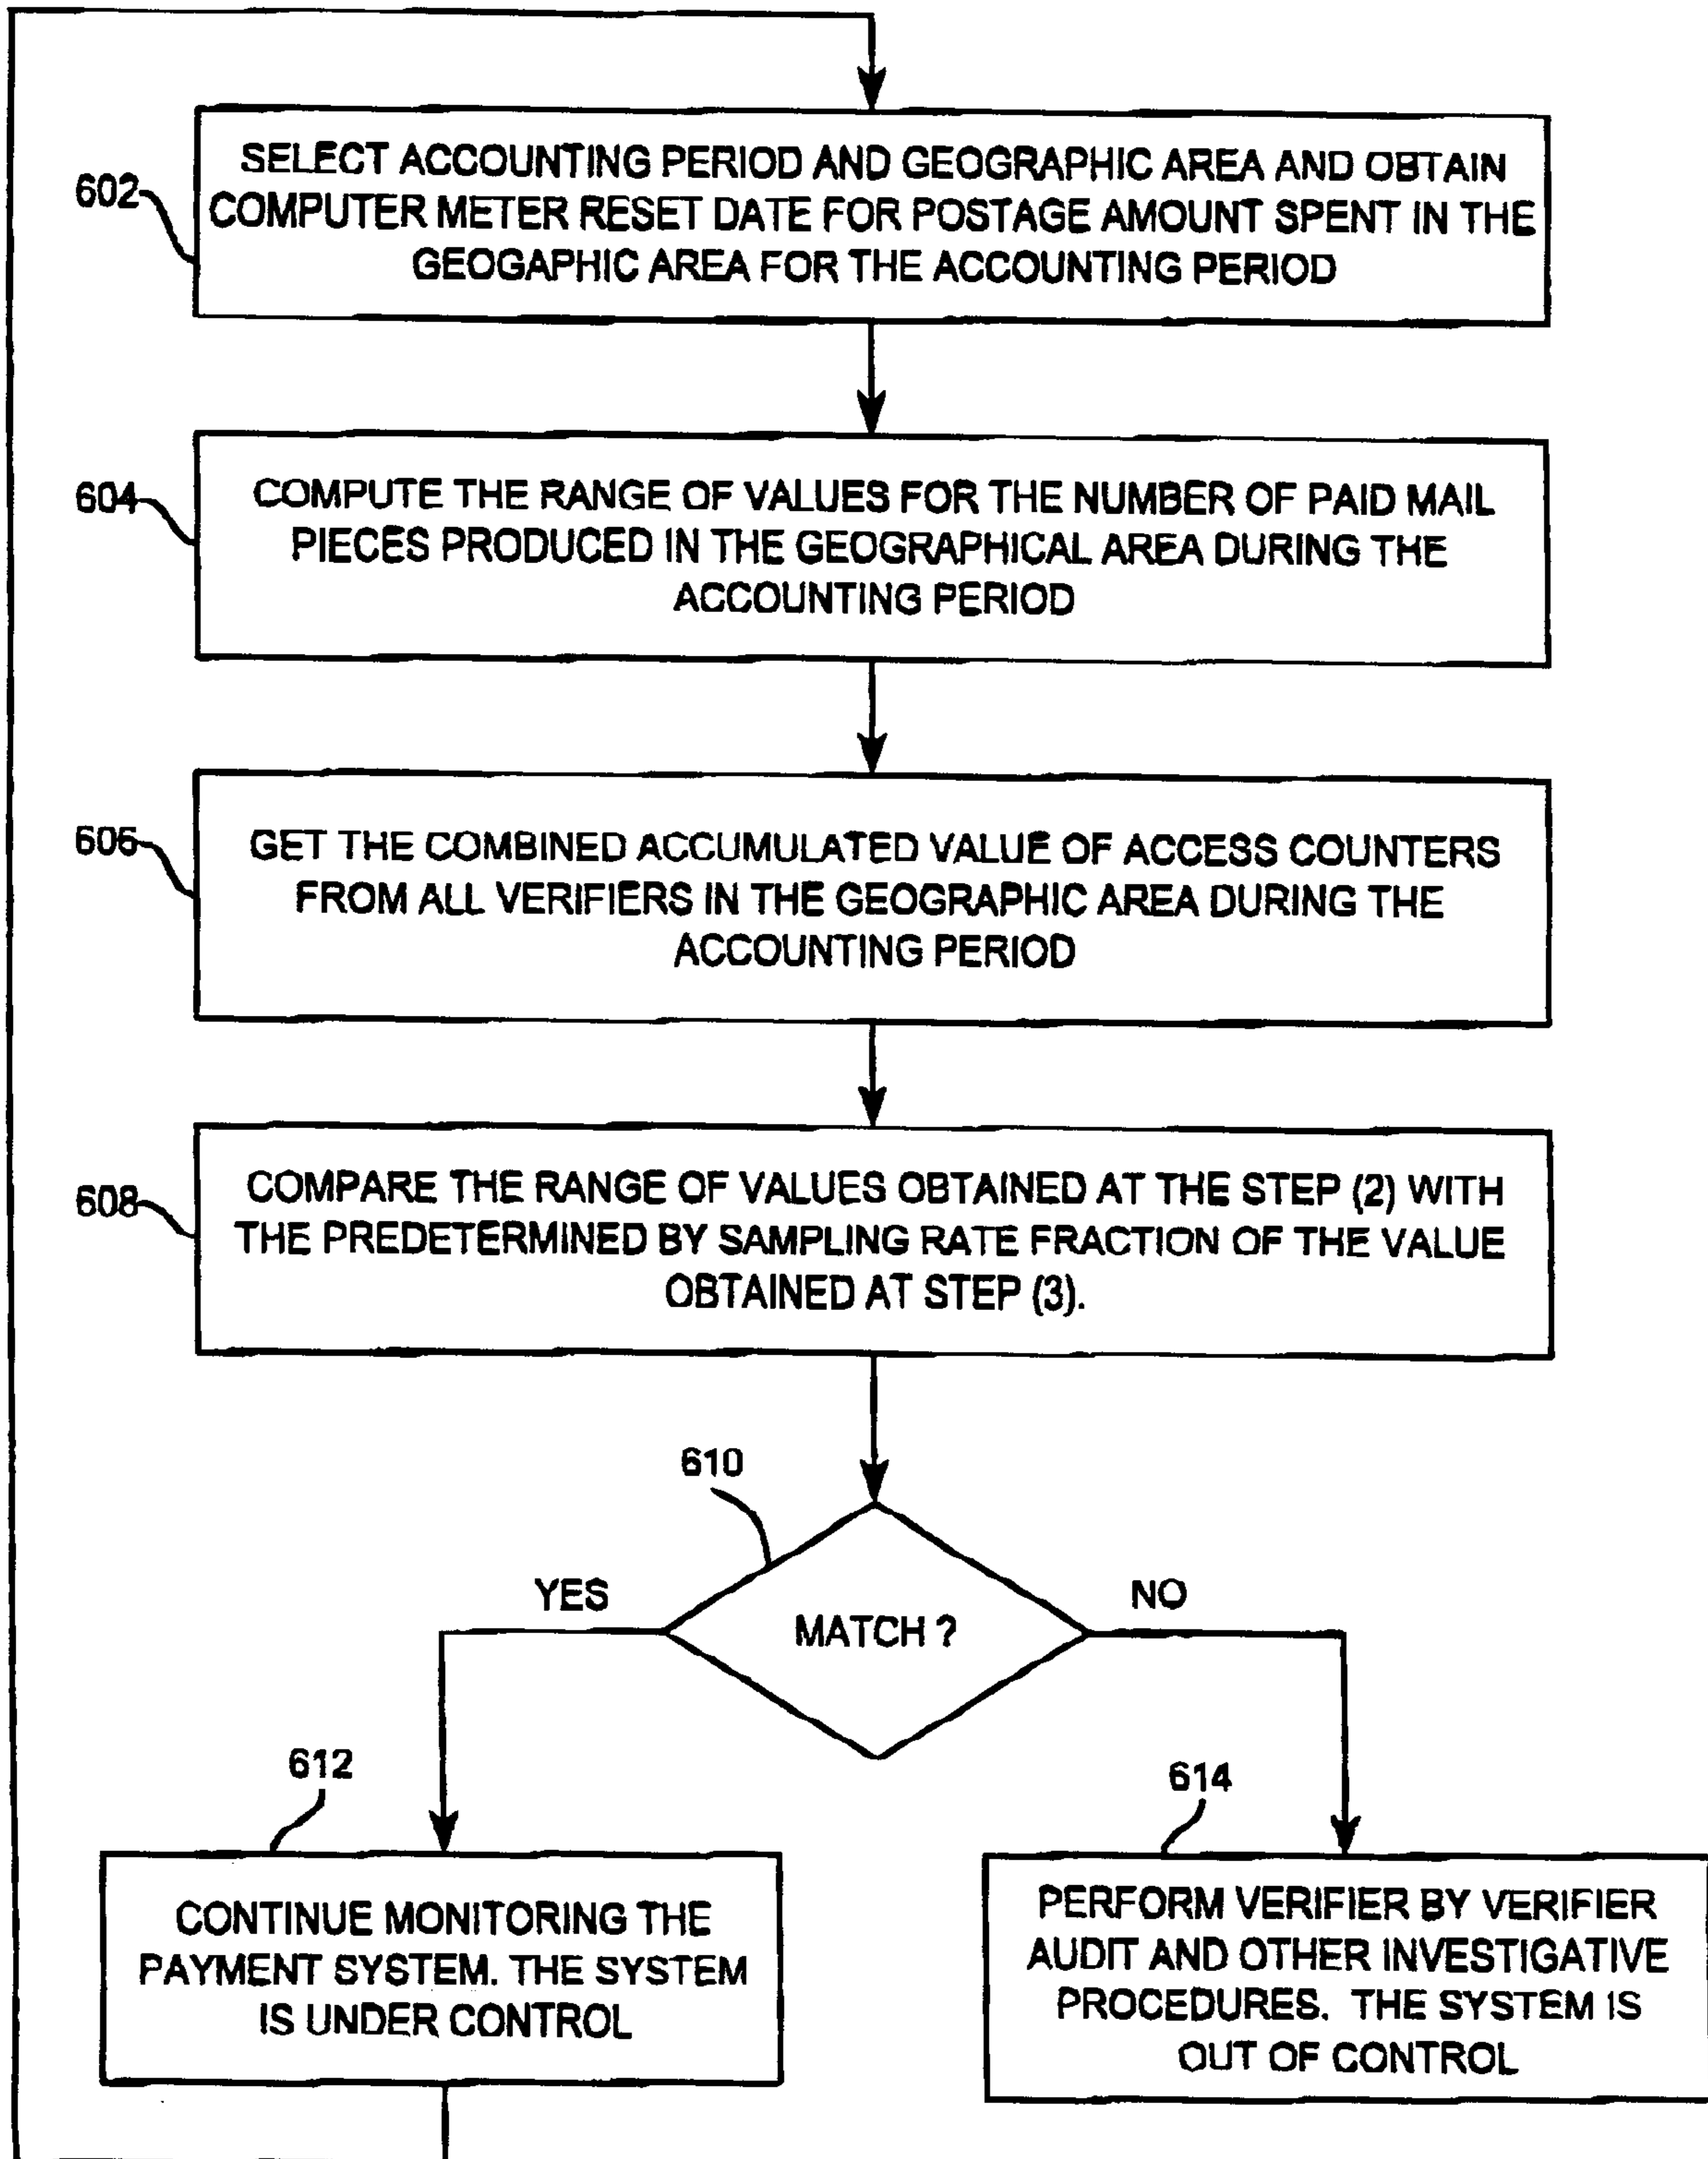 602
SELECT ACCOUNTING PERIOD AND GEOGRAPHIC AREA AND OBTAIN
COMPUTER METER RESET DATE FOR POSTAGE AMOUNT SPENT IN THE
GEOGAPHIC AREA FOR THE ACCOUNTING PERIOD
604
COMPUTE THE RANGE OF VALUES FOR THE NUMBER OF PAID MAIL
PIECES PRODUCED IN THE GEOGRAPHICAL AREA DURING THE
ACCOUNTING PERIOD
606
GET THE COMBINED ACCUMULATED VALUE OF ACCESS COUNTERS
FROM ALL VERIFIERS IN THE GEOGRAPHIC AREA DURING THE
ACCOUNTING PERIOD
608
COMPARE THE RANGE OF VALUES OBTAINED AT THE STEP (2) WITH
THE PREDETERMINED BY SAMPLING RATE FRACTION OF THE VALUE
OBTAINED AT STEP (3).
610
YES
MATCH ?
NO
612
CONTINUE MONITORING THE
PAYMENT SYSTEM. THE SYSTEM
IS UNDER CONTROL
614
PERFORM VERIFIER BY VERIFIER
AUDIT AND OTHER INVESTIGATIVE
PROCEDURES. THE SYSTEM IS
OUT OF CONTROL